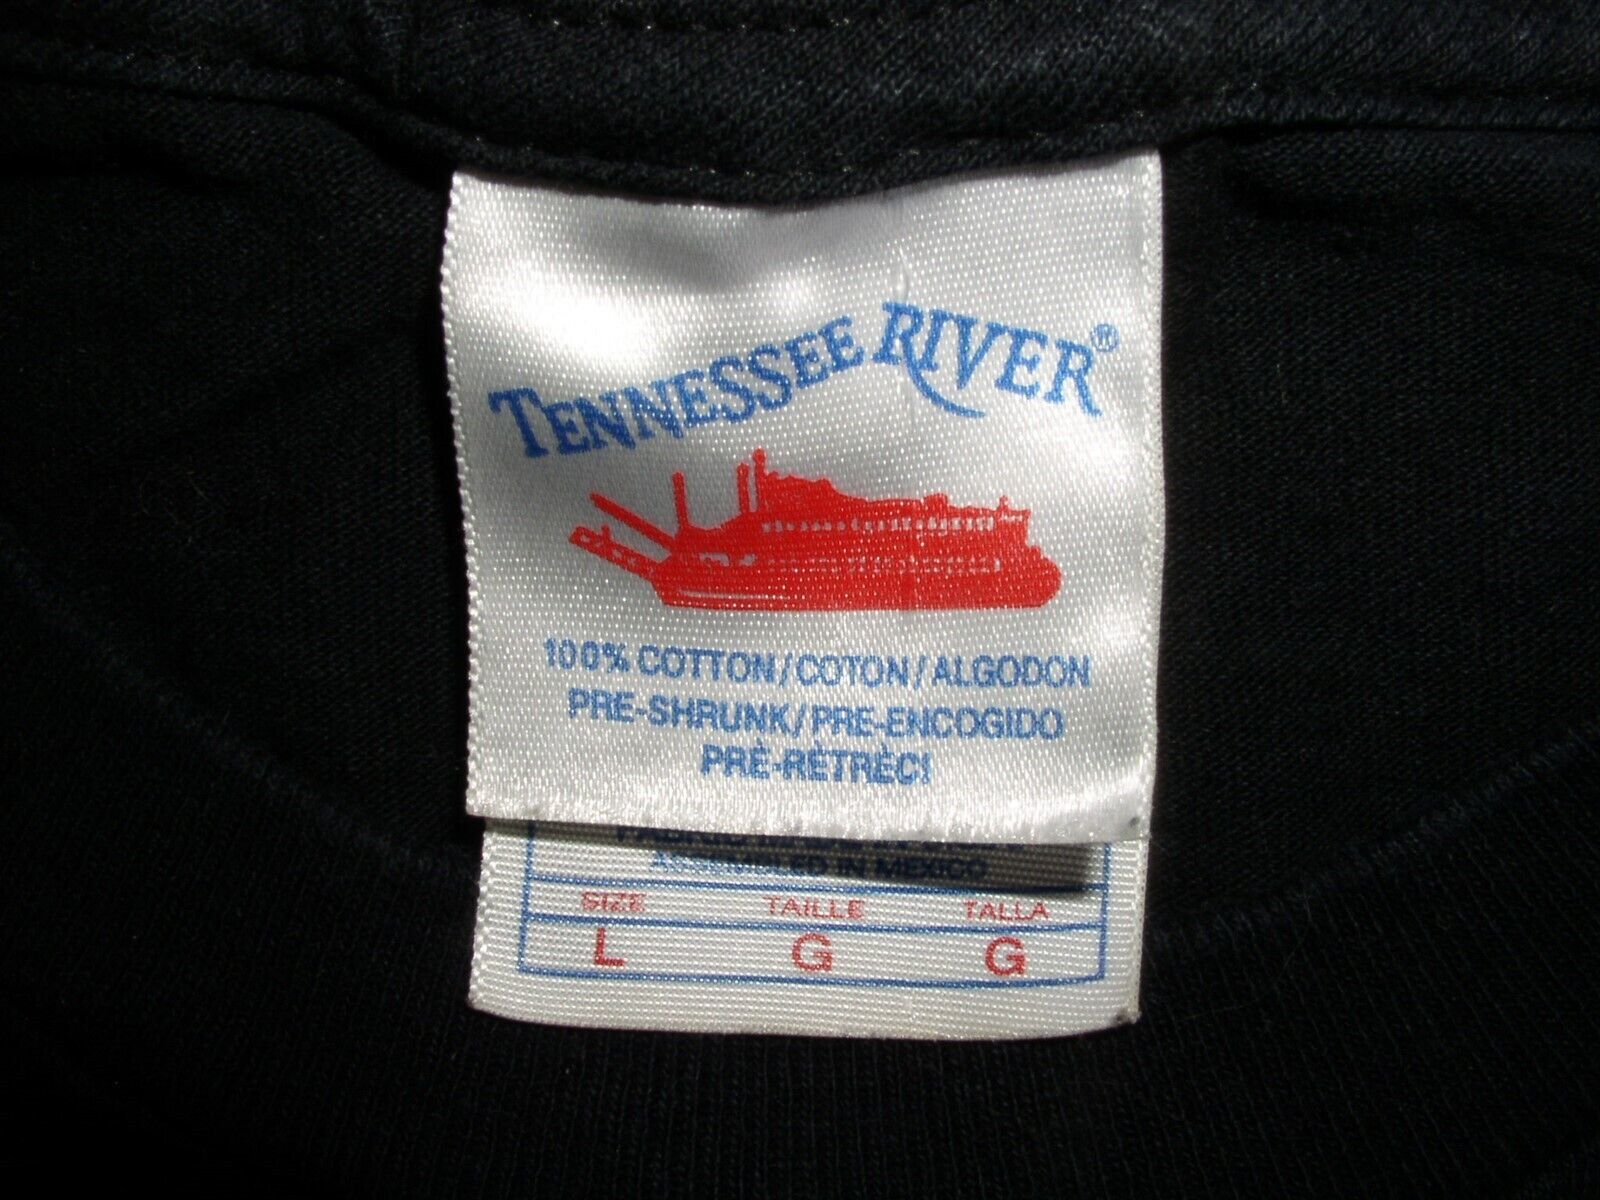 TENNESSEE RIVER®
100% COTTON/COTON/ALGODON
PRE-SHRUNK/PRE-ENCOGIDO
PRÉ-RÉTRÉCI
ASSEMBLED IN MEXICO
SIZE TAILLE TALLA
L G G